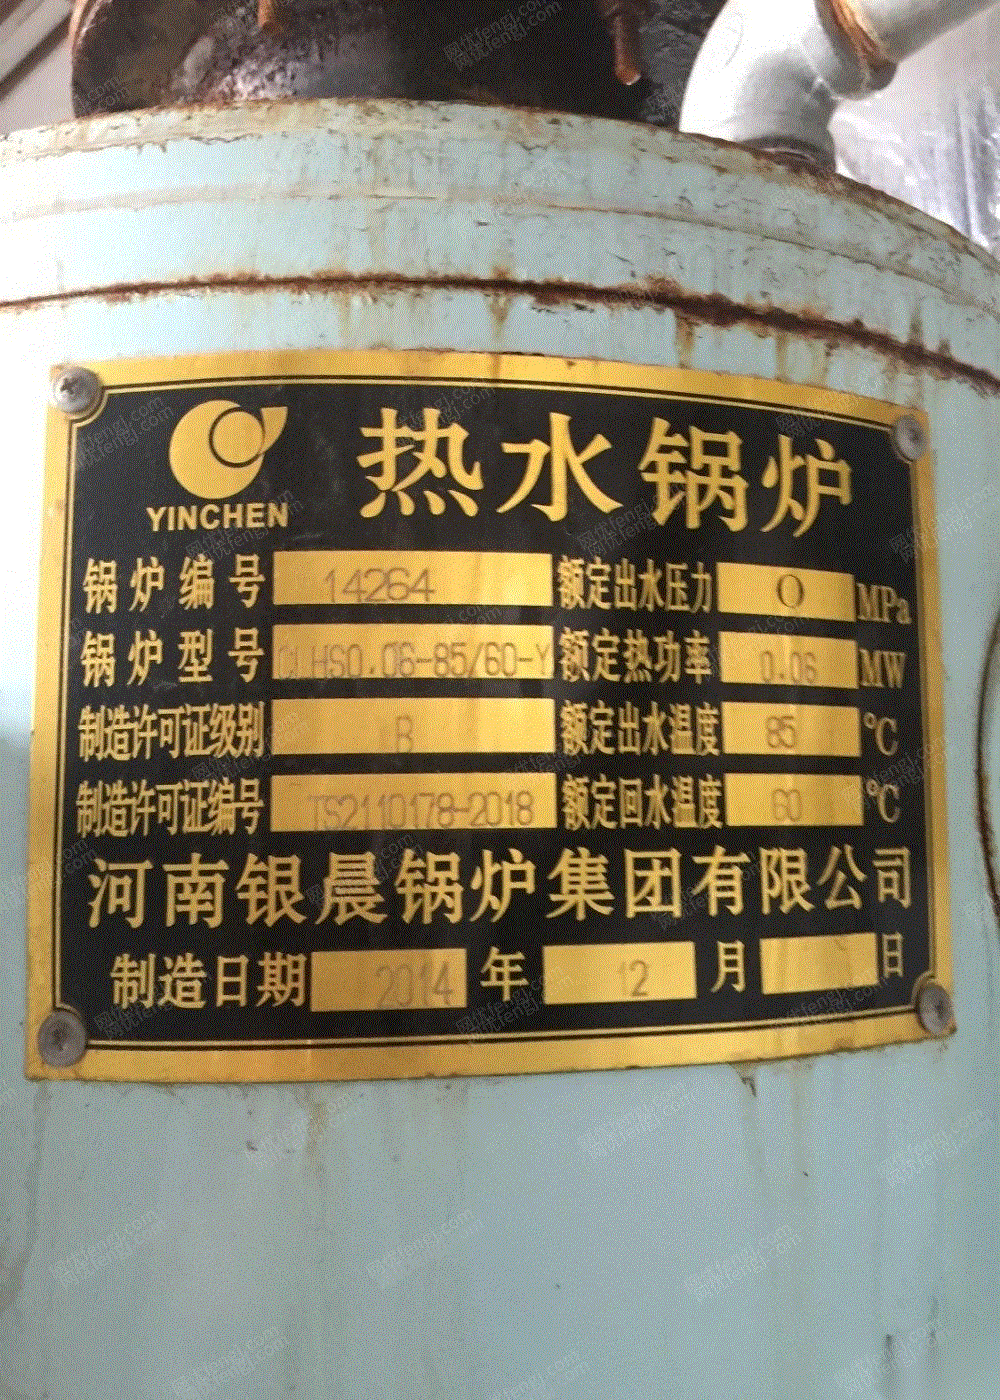 YINCHEN
热水锅炉
锅炉编号 14264 额定出水压力 0 MPa
锅炉型号 CLHS0.06-85/60-Y 额定热功率 0.06 MW
制造许可证级别 B 额定出水温度 85 ℃
制造许可证编号 TS2110178-2018 额定回水温度 60 ℃
河南银晨锅炉集团有限公司
制造日期 2014 年 12 月 日